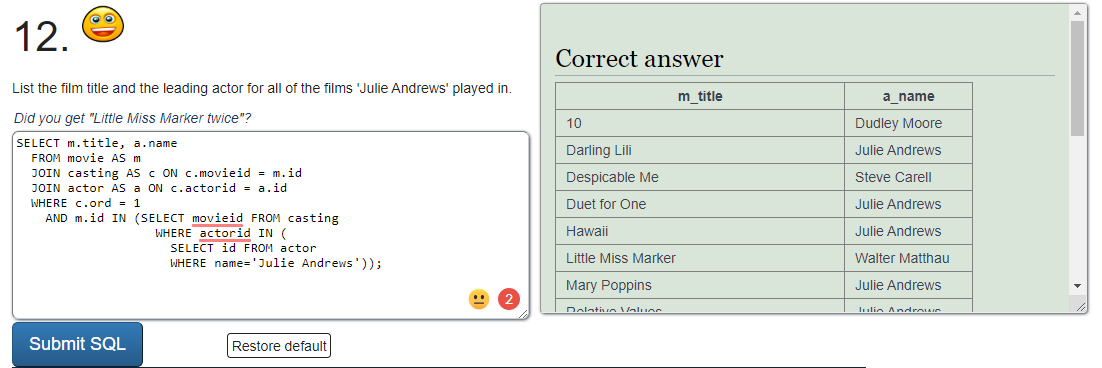 12.
List the film title and the leading actor for all of the films 'Julie Andrews' played in.
Did you get "Little Miss Marker twice"?
SELECT m.title, a.name
FROM movie AS m
JOIN casting AS c ON c.movieid = m.id
JOIN actor AS a ON c.actorid = a.id
WHERE c.ord = 1
AND m.id IN (SELECT movieid FROM casting
WHERE actorid IN (
SELECT id FROM actor
WHERE name='Julie Andrews'));
2
Submit SQL
Restore default
Correct answer
m_title a_name
10 Dudley Moore
Darling Lili Julie Andrews
Despicable Me Steve Carell
Duet for One Julie Andrews
Hawaii Julie Andrews
Little Miss Marker Walter Matthau
Mary Poppins Julie Andrews
Relative Values Julie Andrews